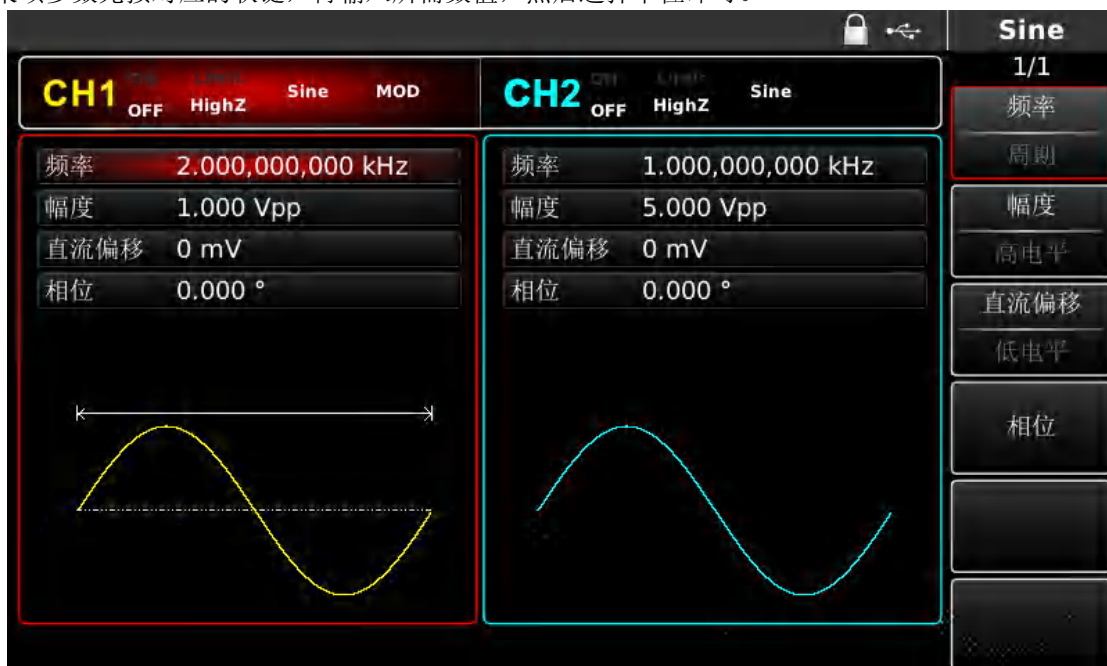 Sine
1/1
CH1 OFF HighZ Sine MOD
CH2 OFF HighZ Sine
频率 2.000,000,000 kHz
幅度 1.000 Vpp
直流偏移 0 mV
相位 0.000 °
频率 1.000,000,000 kHz
幅度 5.000 Vpp
直流偏移 0 mV
相位 0.000 °
频率
周期
幅度
高电平
直流偏移
低电平
相位